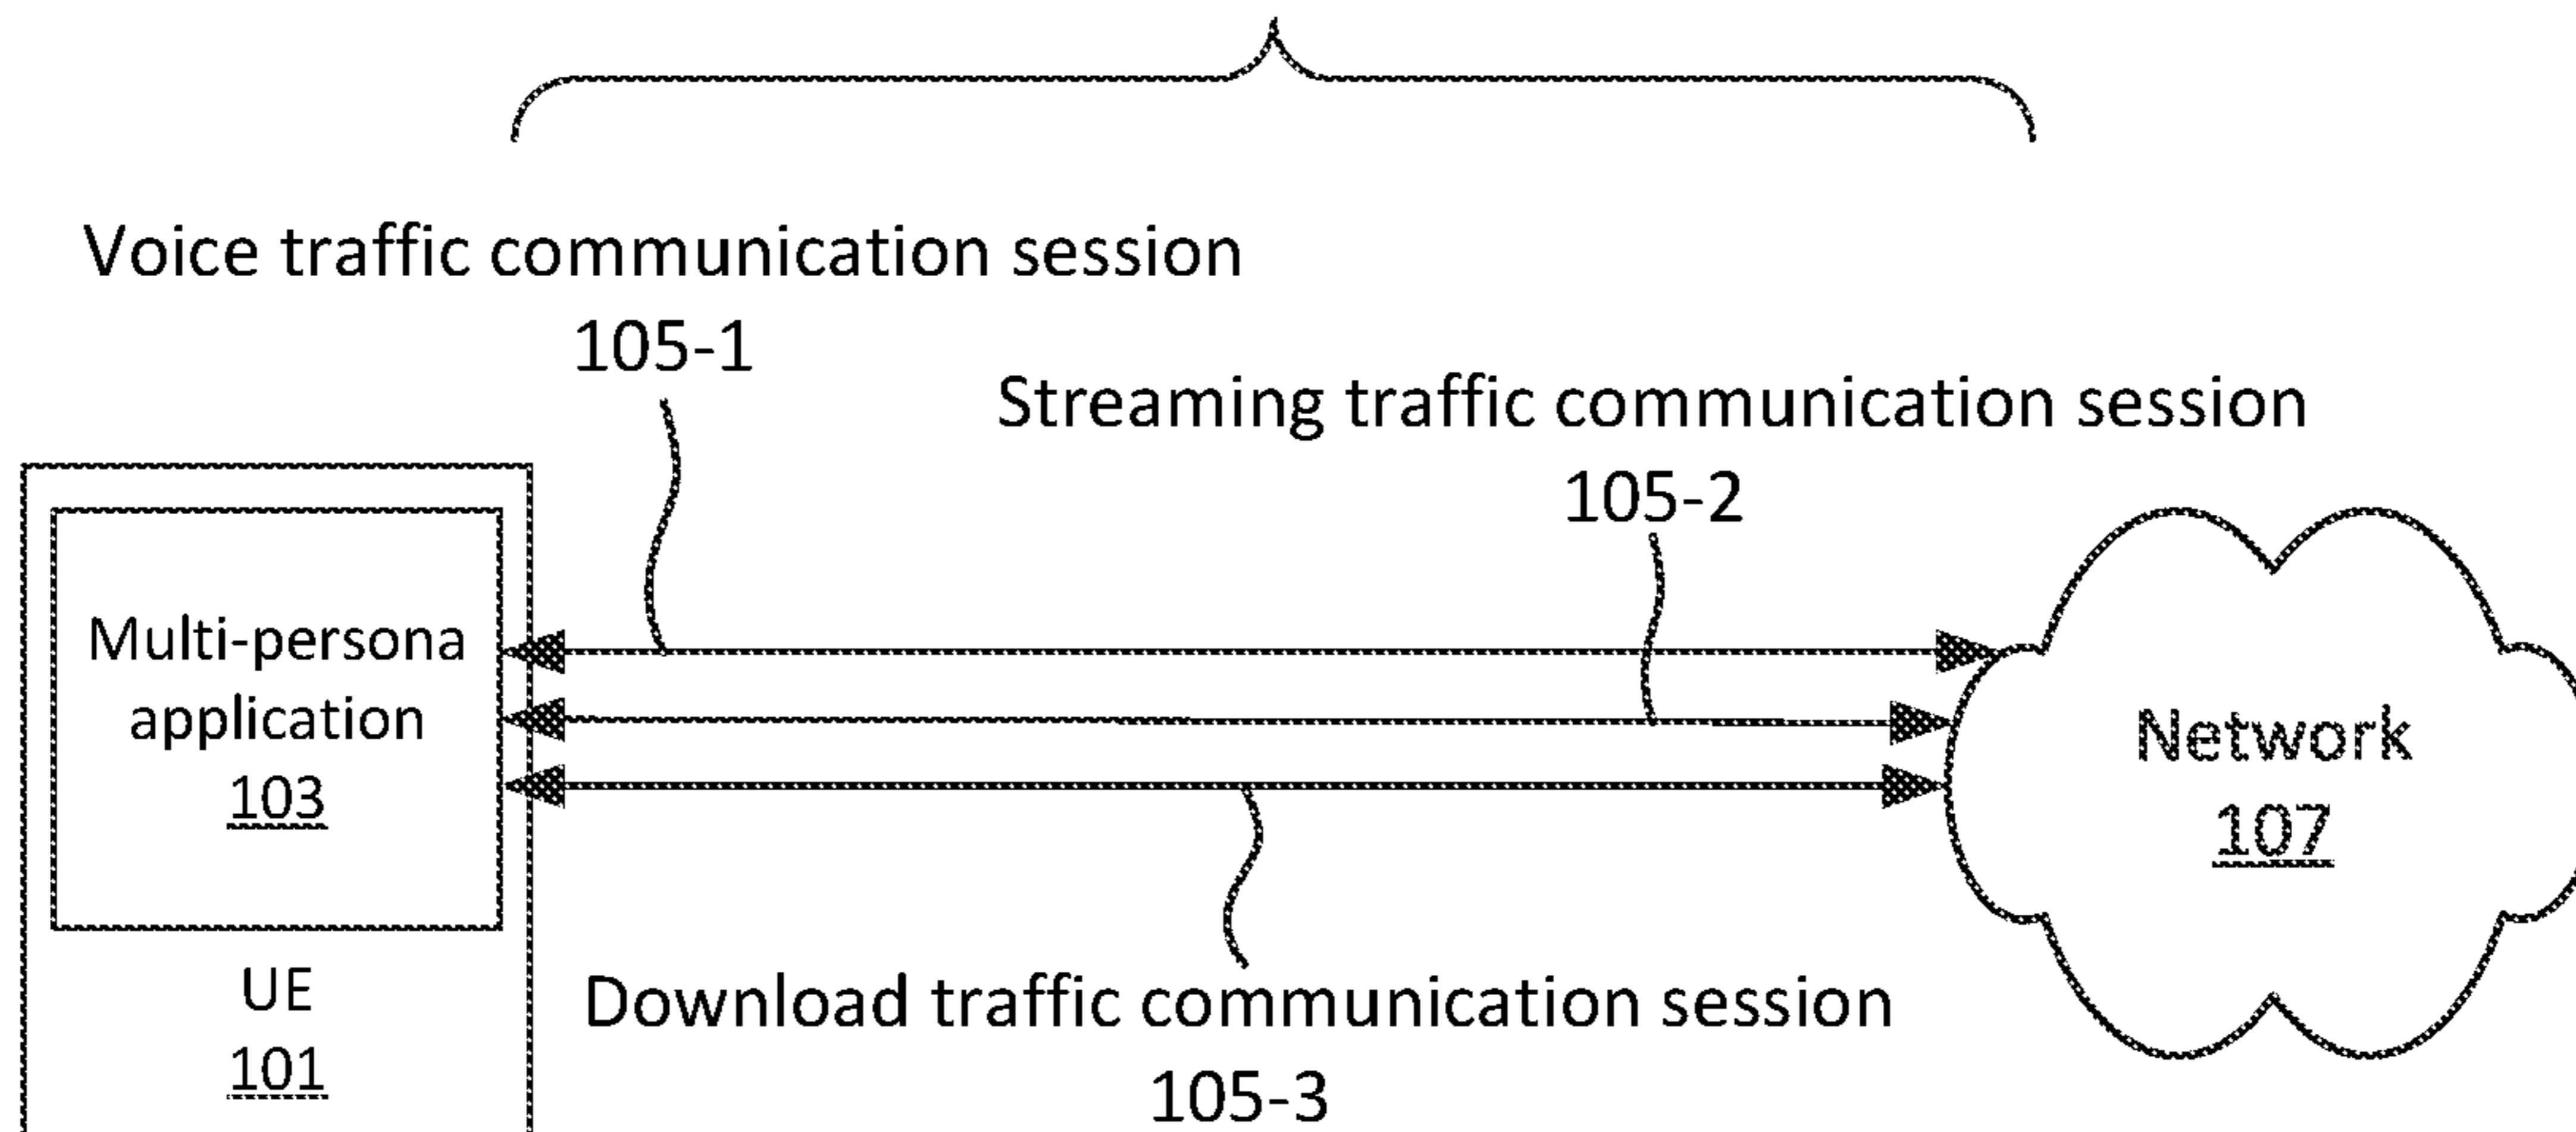 Voice traffic communication session
105-1
Streaming traffic communication session
105-2
Multi-persona
application
103
UE
101
Network
107
Download traffic communication session
105-3